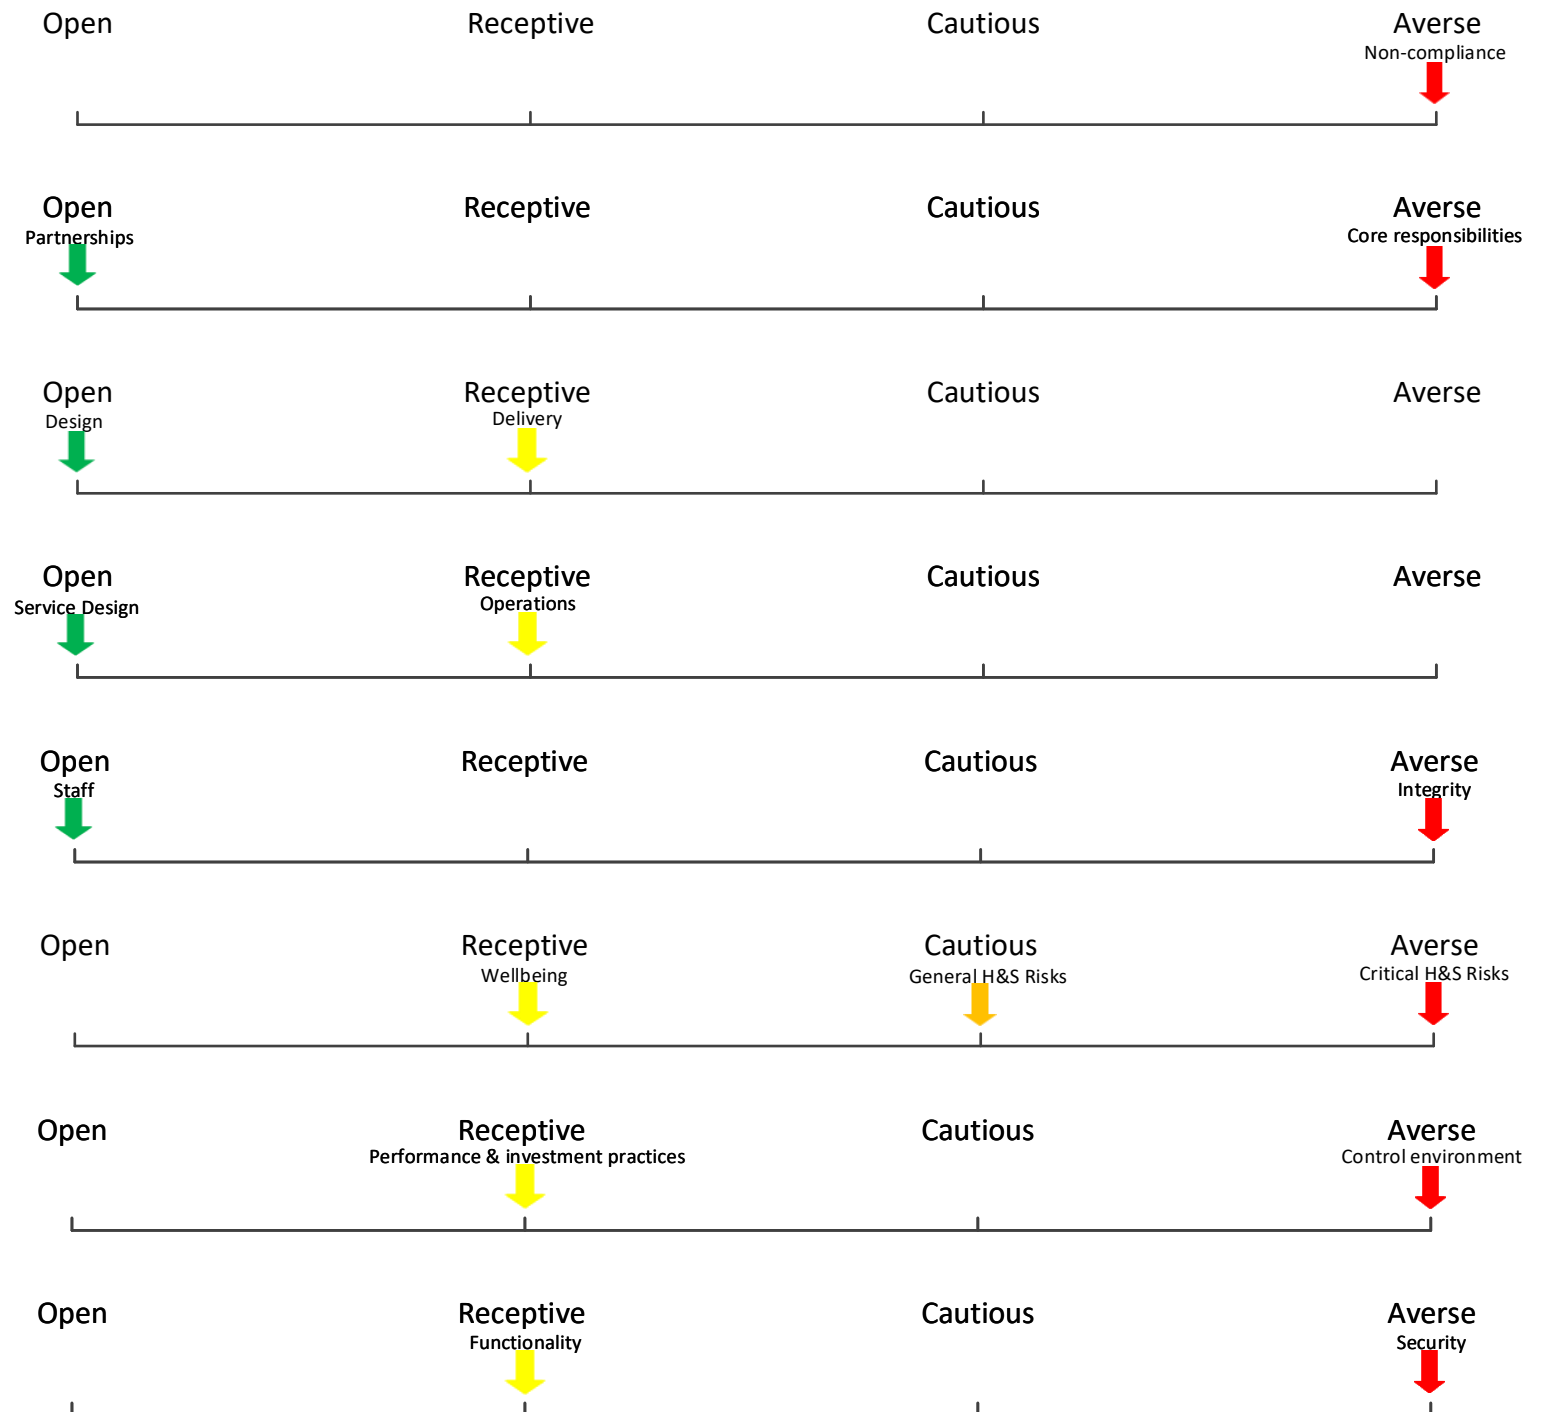 Open Receptive Cautious Averse
Non-compliance
Open Receptive Cautious Averse
Partnerships Core responsibilities
Open Receptive Cautious Averse
Design Delivery
Open Receptive Cautious Averse
Service Design Operations
Open Receptive Cautious Averse
Staff Integrity
Open Receptive Cautious Averse
Wellbeing General H&S Risks Critical H&S Risks
Open Receptive Cautious Averse
Performance & investment practices Control environment
Open Receptive Cautious Averse
Functionality Security